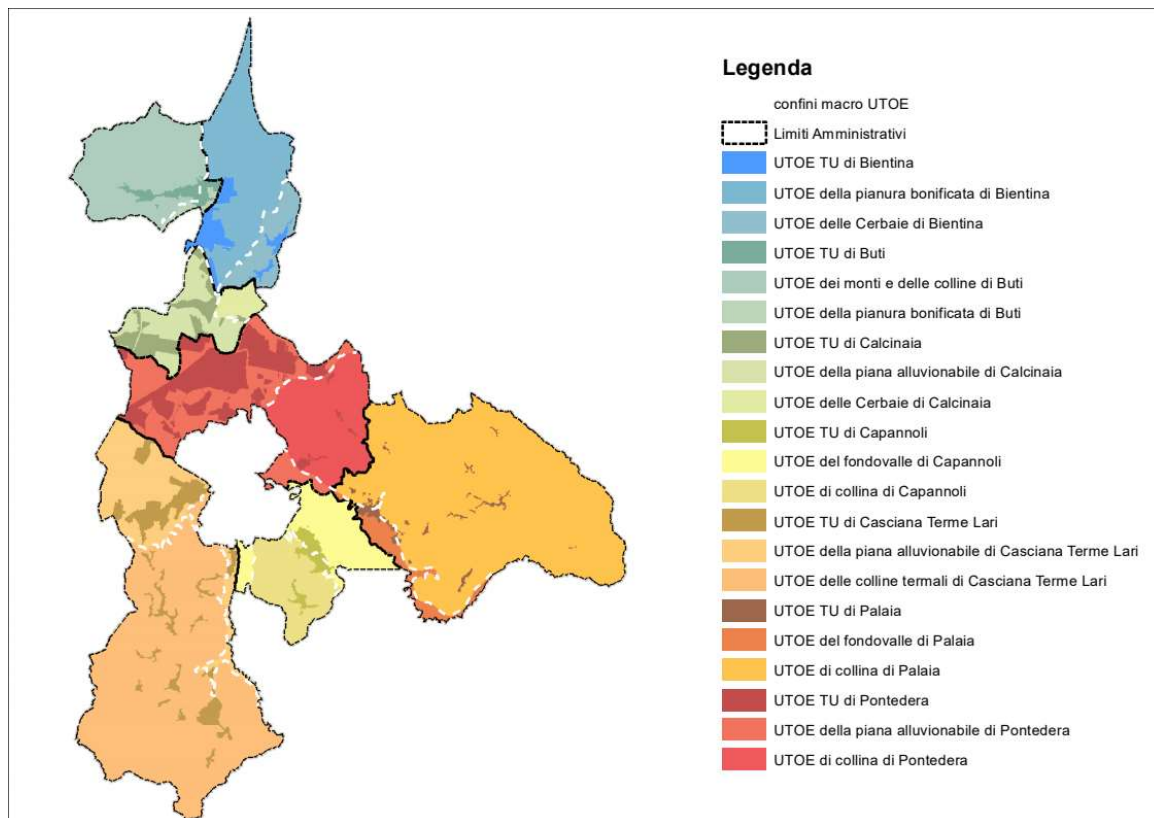 Legenda
confini macro UTOE
Limiti Amministrativi
UTOE TU di Bientina
UTOE della pianura bonificata di Bientina
UTOE delle Cerbaie di Bientina
UTOE TU di Buti
UTOE dei monti e delle colline di Buti
UTOE della pianura bonificata di Buti
UTOE TU di Calcinaia
UTOE della piana alluvionabile di Calcinaia
UTOE delle Cerbaie di Calcinaia
UTOE TU di Capannoli
UTOE del fondovalle di Capannoli
UTOE di collina di Capannoli
UTOE TU di Casciana Terme Lari
UTOE della piana alluvionabile di Casciana Terme Lari
UTOE delle colline termali di Casciana Terme Lari
UTOE TU di Palaia
UTOE del fondovalle di Palaia
UTOE di collina di Palaia
UTOE TU di Pontedera
UTOE della piana alluvionabile di Pontedera
UTOE di collina di Pontedera